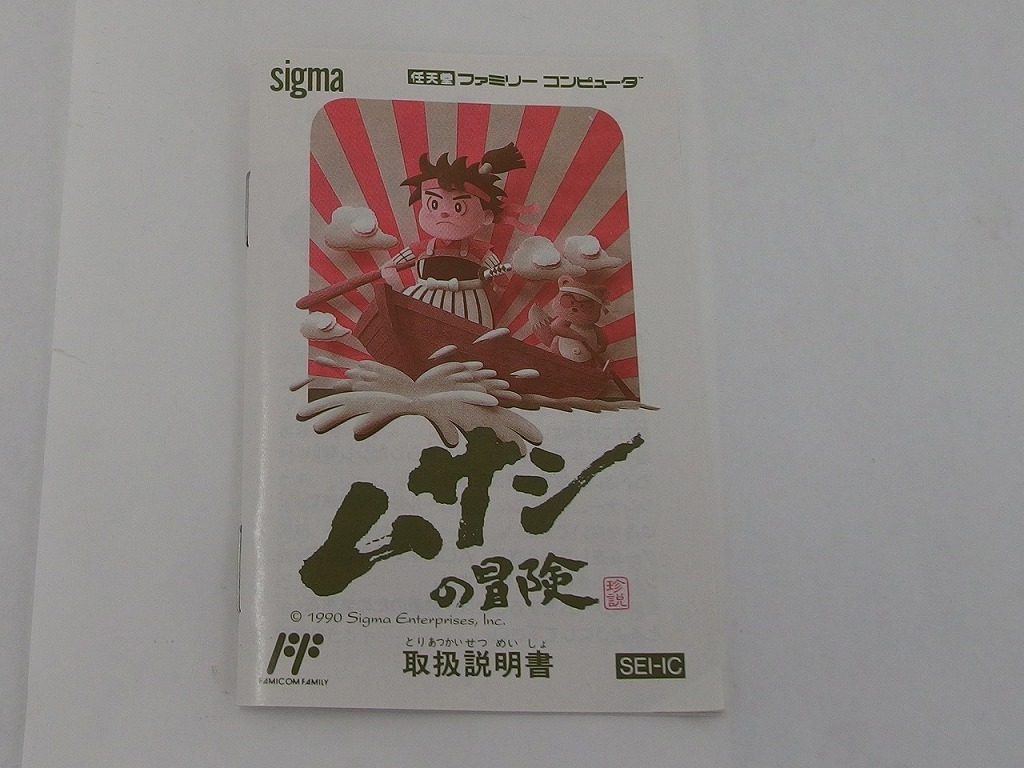 sigma
任天堂 ファミリー コンピュータ™
ムサシ
の冒険
珍説
© 1990 Sigma Enterprises, Inc.
とりあつかいせつ めい しょ
取扱説明書
FAMICOM FAMILY
SEI-IC